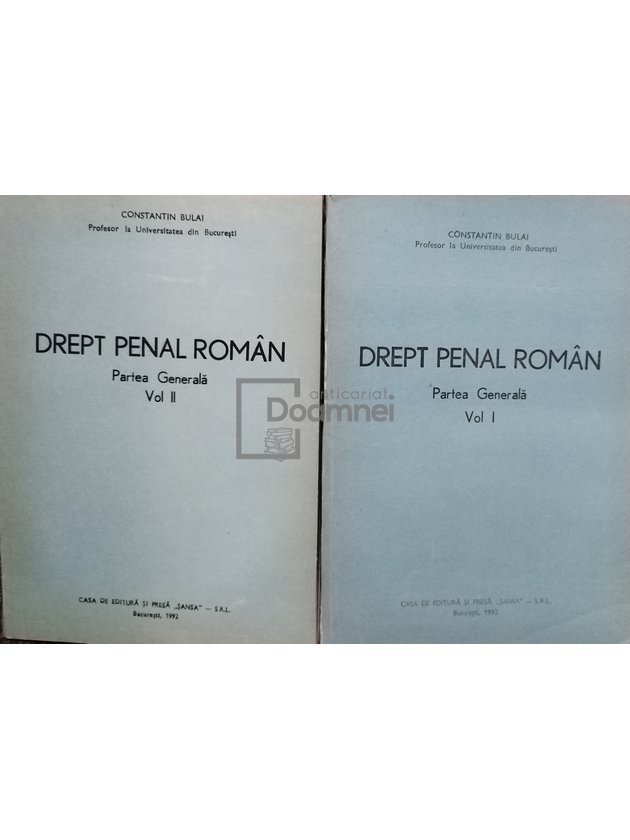 CONSTANTIN BULAI
Profesor la Universitatea din București
DREPT PENAL ROMÂN
Partea Generală
Vol II
CASA DE EDITURĂ ȘI PRESĂ „ȘANSA" — S.R.L.
București, 1992
CONSTANTIN BULAI
Profesor la Universitatea din București
DREPT PENAL ROMÂN
Partea Generală
Vol I
CASA DE EDITURĂ ȘI PRESĂ „ȘANSA" — S.R.L.
București, 1992
anticariat
Doamnei